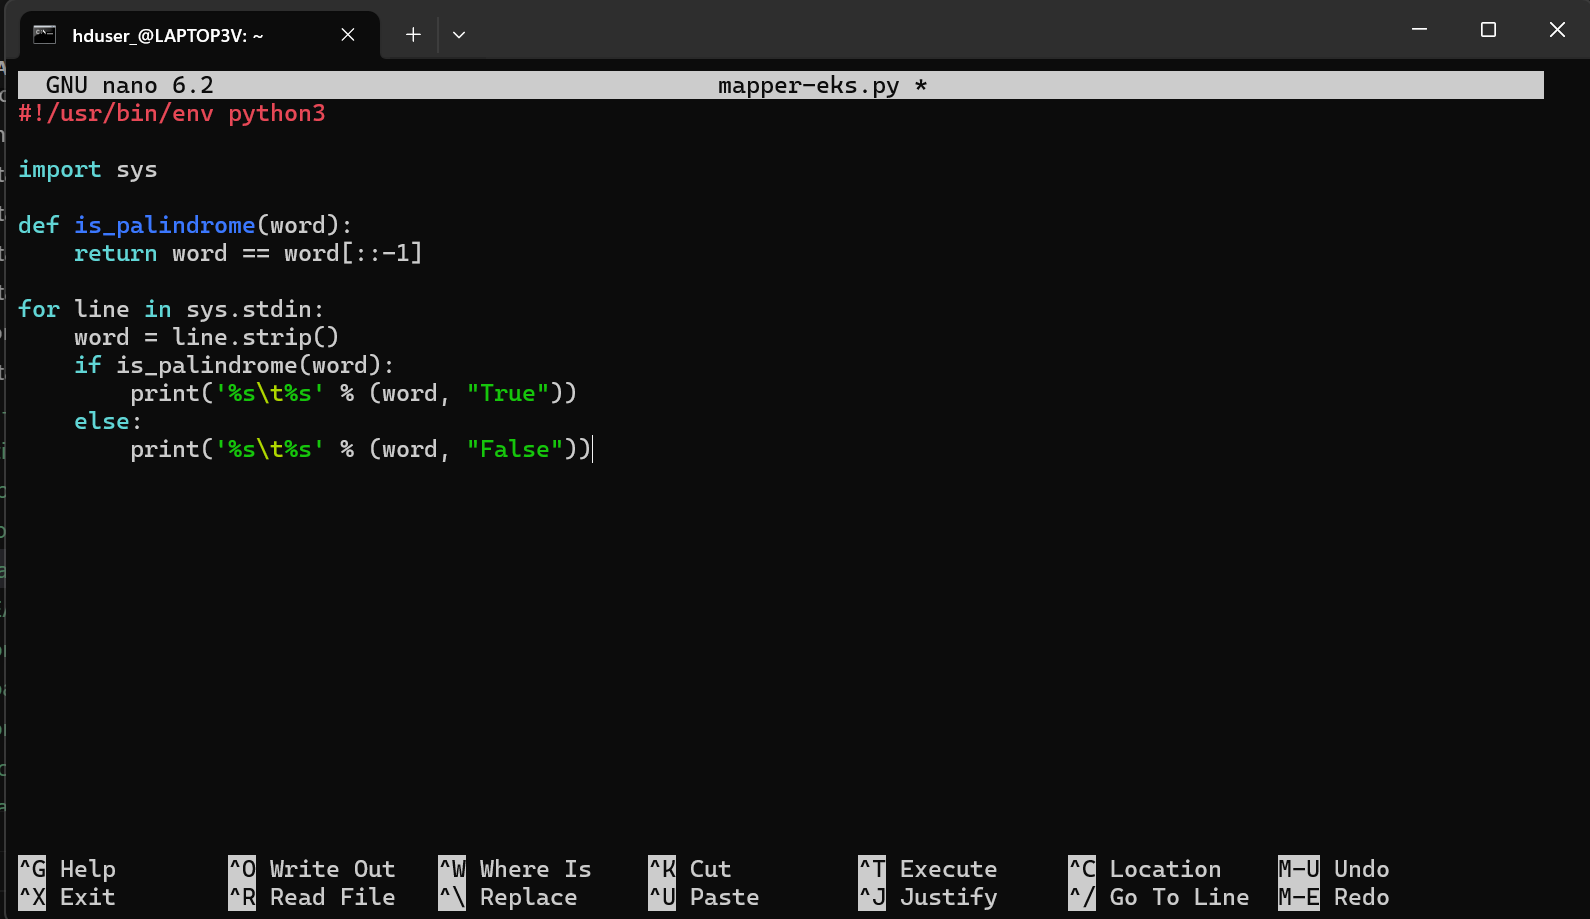 hduser_@LAPTOP3V: ~
GNU nano 6.2 mapper-eks.py *
#!/usr/bin/env python3
import sys
def is_palindrome(word):
    return word == word[::-1]
for line in sys.stdin:
    word = line.strip()
    if is_palindrome(word):
        print('%s\t%s' % (word, "True"))
    else:
        print('%s\t%s' % (word, "False"))
^G Help ^O Write Out ^W Where Is ^K Cut ^T Execute ^C Location M-U Undo
^X Exit ^R Read File ^\ Replace ^U Paste ^J Justify ^/ Go To Line M-E Redo